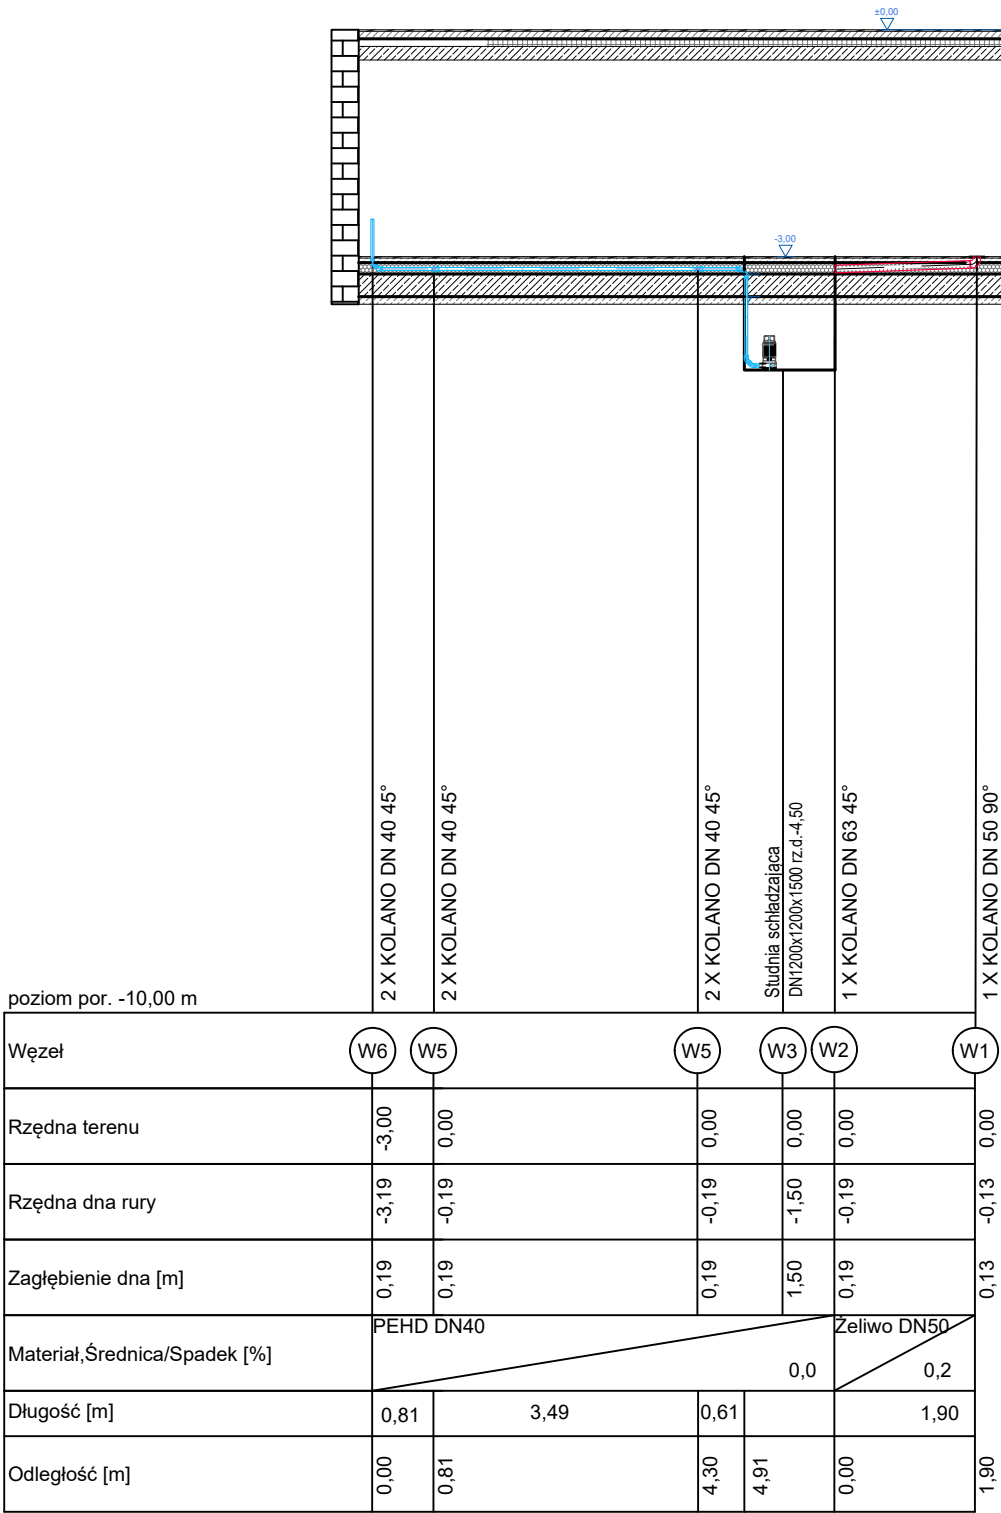 ±0,00
-3,00
2 X KOLANO DN 40 45°
2 X KOLANO DN 40 45°
2 X KOLANO DN 40 45°
Studnia schładzająca
DN1200x1200x1500 rz.d.-4,50
1 X KOLANO DN 63 45°
1 X KOLANO DN 50 90°
poziom por. -10,00 m
Węzeł W6 W5 W5 W3 W2 W1
Rzędna terenu -3,00 0,00 0,00 0,00 0,00 0,00
Rzędna dna rury -3,19 -0,19 -0,19 -1,50 -0,19 -0,13
Zagłębienie dna [m] 0,19 0,19 0,19 1,50 0,19 0,13
PEHD DN40 Żeliwo DN50
Materiał,Średnica/Spadek [%] 0,0 0,2
Długość [m] 0,81 3,49 0,61 1,90
Odległość [m] 0,00 0,81 4,30 4,91 0,00 1,90